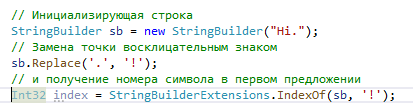 // Инициализирующая строка
StringBuilder sb = new StringBuilder("Hi.");
// Замена точки восклицательным знаком
sb.Replace('.', '!');
// и получение номера символа в первом предложении
Int32 index = StringBuilderExtensions.IndexOf(sb, '!');